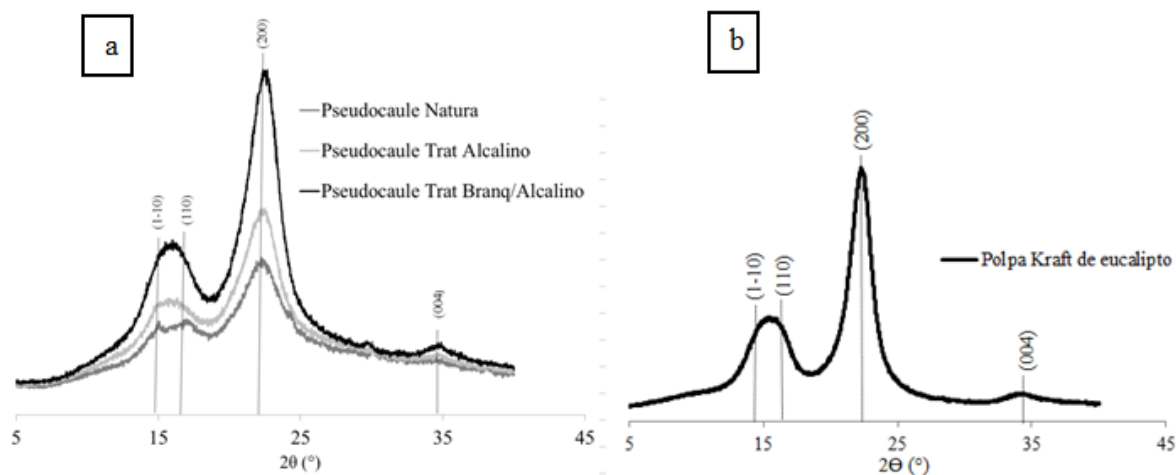 a
(200)
Pseudocaule Natura
Pseudocaule Trat Alcalino
Pseudocaule Trat Branq/Alcalino
(1-10)
(110)
(004)
5
15
25
35
45
2θ (°)
b
(200)
Polpa Kraft de eucalipto
(1-10)
(110)
(004)
5
15
25
35
45
2Ө (°)